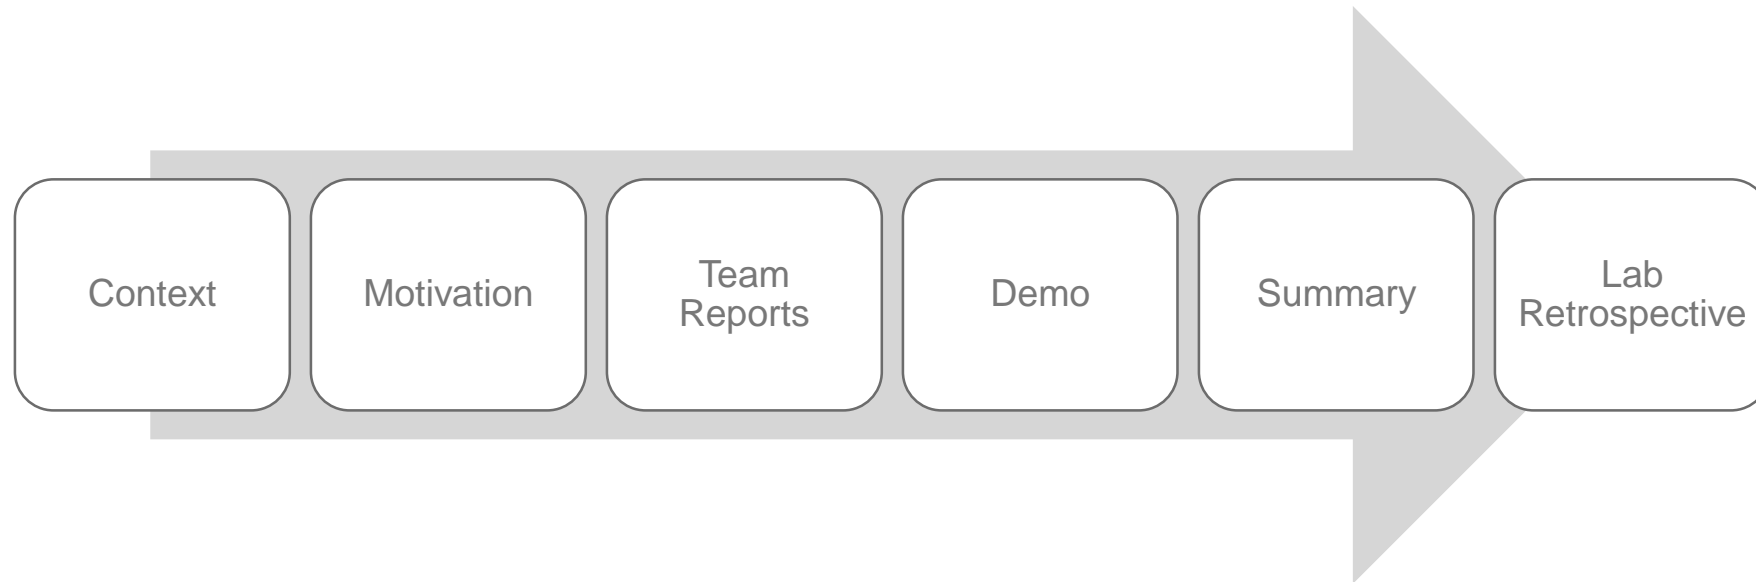 Context
Motivation
Team
Reports
Demo
Summary
Lab
Retrospective